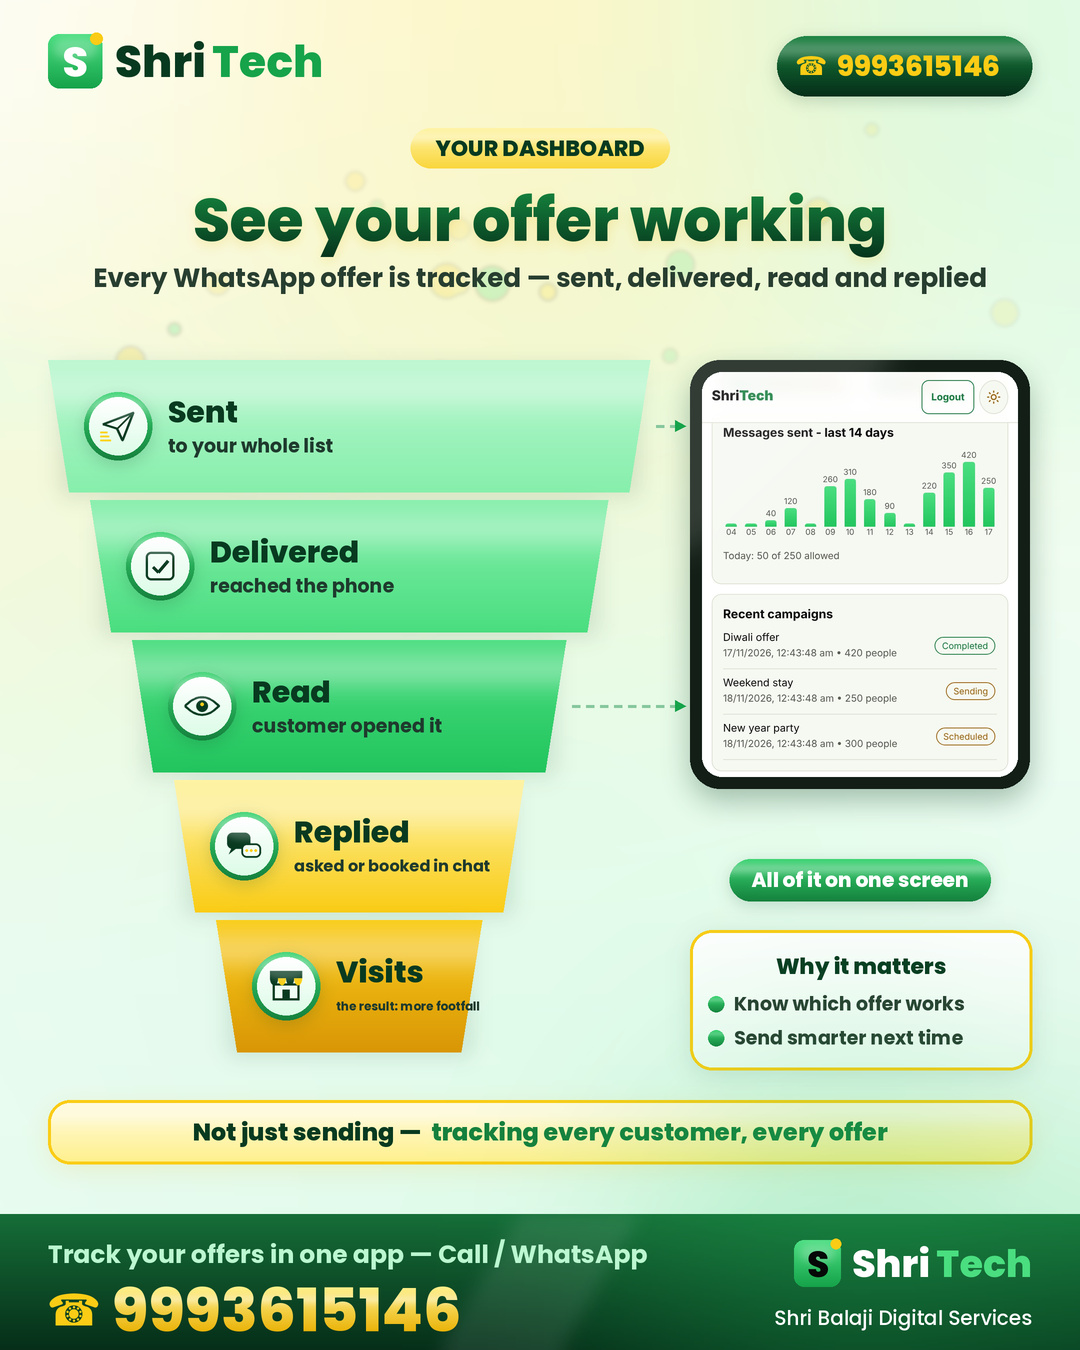 S Shri Tech
☎ 9993615146
YOUR DASHBOARD
See your offer working
Every WhatsApp offer is tracked — sent, delivered, read and replied
Sent
to your whole list
Delivered
reached the phone
Read
customer opened it
Replied
asked or booked in chat
Visits
the result: more footfall
ShriTech
Logout
Messages sent - last 14 days
40 120 260 310 180 90 220 350 420 250
04 05 06 07 08 09 10 11 12 13 14 15 16 17
Today: 50 of 250 allowed
Recent campaigns
Diwali offer
17/11/2026, 12:43:48 am • 420 people
Completed
Weekend stay
18/11/2026, 12:43:48 am • 250 people
Sending
New year party
18/11/2026, 12:43:48 am • 300 people
Scheduled
All of it on one screen
Why it matters
Know which offer works
Send smarter next time
Not just sending — tracking every customer, every offer
Track your offers in one app — Call / WhatsApp
☎ 9993615146
S Shri Tech
Shri Balaji Digital Services